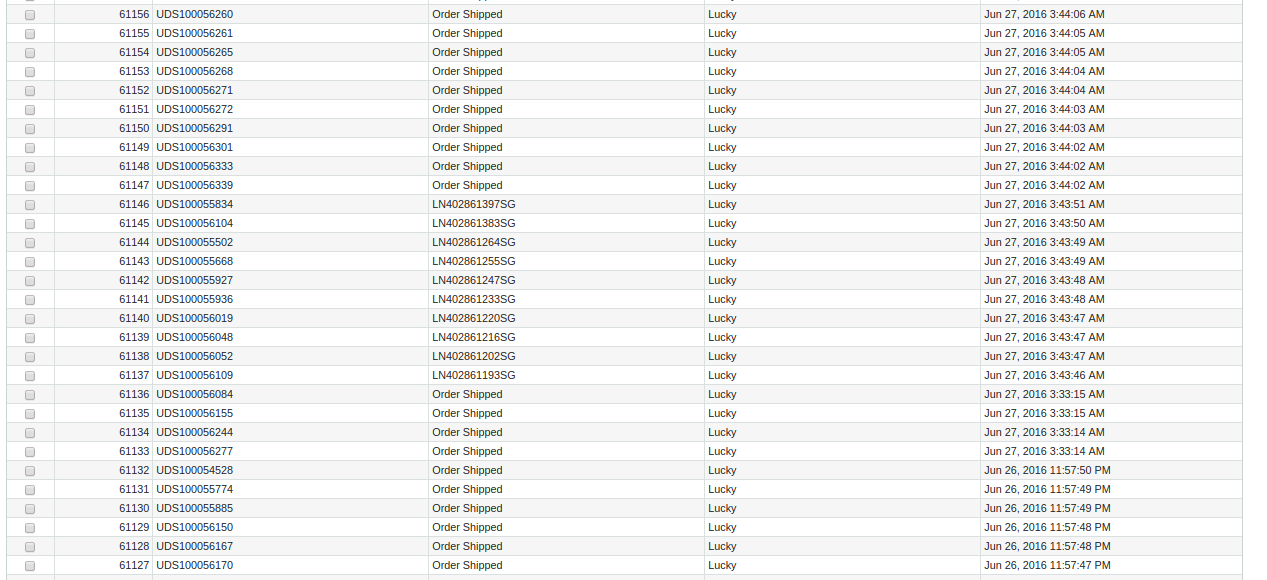 61156 UDS100056260 Order Shipped Lucky Jun 27, 2016 3:44:06 AM
61155 UDS100056261 Order Shipped Lucky Jun 27, 2016 3:44:05 AM
61154 UDS100056265 Order Shipped Lucky Jun 27, 2016 3:44:05 AM
61153 UDS100056268 Order Shipped Lucky Jun 27, 2016 3:44:04 AM
61152 UDS100056271 Order Shipped Lucky Jun 27, 2016 3:44:04 AM
61151 UDS100056272 Order Shipped Lucky Jun 27, 2016 3:44:03 AM
61150 UDS100056291 Order Shipped Lucky Jun 27, 2016 3:44:03 AM
61149 UDS100056301 Order Shipped Lucky Jun 27, 2016 3:44:02 AM
61148 UDS100056333 Order Shipped Lucky Jun 27, 2016 3:44:02 AM
61147 UDS100056339 Order Shipped Lucky Jun 27, 2016 3:44:02 AM
61146 UDS100055834 LN402861397SG Lucky Jun 27, 2016 3:43:51 AM
61145 UDS100056104 LN402861383SG Lucky Jun 27, 2016 3:43:50 AM
61144 UDS100055502 LN402861264SG Lucky Jun 27, 2016 3:43:49 AM
61143 UDS100055668 LN402861255SG Lucky Jun 27, 2016 3:43:49 AM
61142 UDS100055927 LN402861247SG Lucky Jun 27, 2016 3:43:48 AM
61141 UDS100055936 LN402861233SG Lucky Jun 27, 2016 3:43:48 AM
61140 UDS100056019 LN402861220SG Lucky Jun 27, 2016 3:43:47 AM
61139 UDS100056048 LN402861216SG Lucky Jun 27, 2016 3:43:47 AM
61138 UDS100056052 LN402861202SG Lucky Jun 27, 2016 3:43:47 AM
61137 UDS100056109 LN402861193SG Lucky Jun 27, 2016 3:43:46 AM
61136 UDS100056084 Order Shipped Lucky Jun 27, 2016 3:33:15 AM
61135 UDS100056155 Order Shipped Lucky Jun 27, 2016 3:33:15 AM
61134 UDS100056244 Order Shipped Lucky Jun 27, 2016 3:33:14 AM
61133 UDS100056277 Order Shipped Lucky Jun 27, 2016 3:33:14 AM
61132 UDS100054528 Order Shipped Lucky Jun 26, 2016 11:57:50 PM
61131 UDS100055774 Order Shipped Lucky Jun 26, 2016 11:57:49 PM
61130 UDS100055885 Order Shipped Lucky Jun 26, 2016 11:57:49 PM
61129 UDS100056150 Order Shipped Lucky Jun 26, 2016 11:57:48 PM
61128 UDS100056167 Order Shipped Lucky Jun 26, 2016 11:57:48 PM
61127 UDS100056170 Order Shipped Lucky Jun 26, 2016 11:57:47 PM